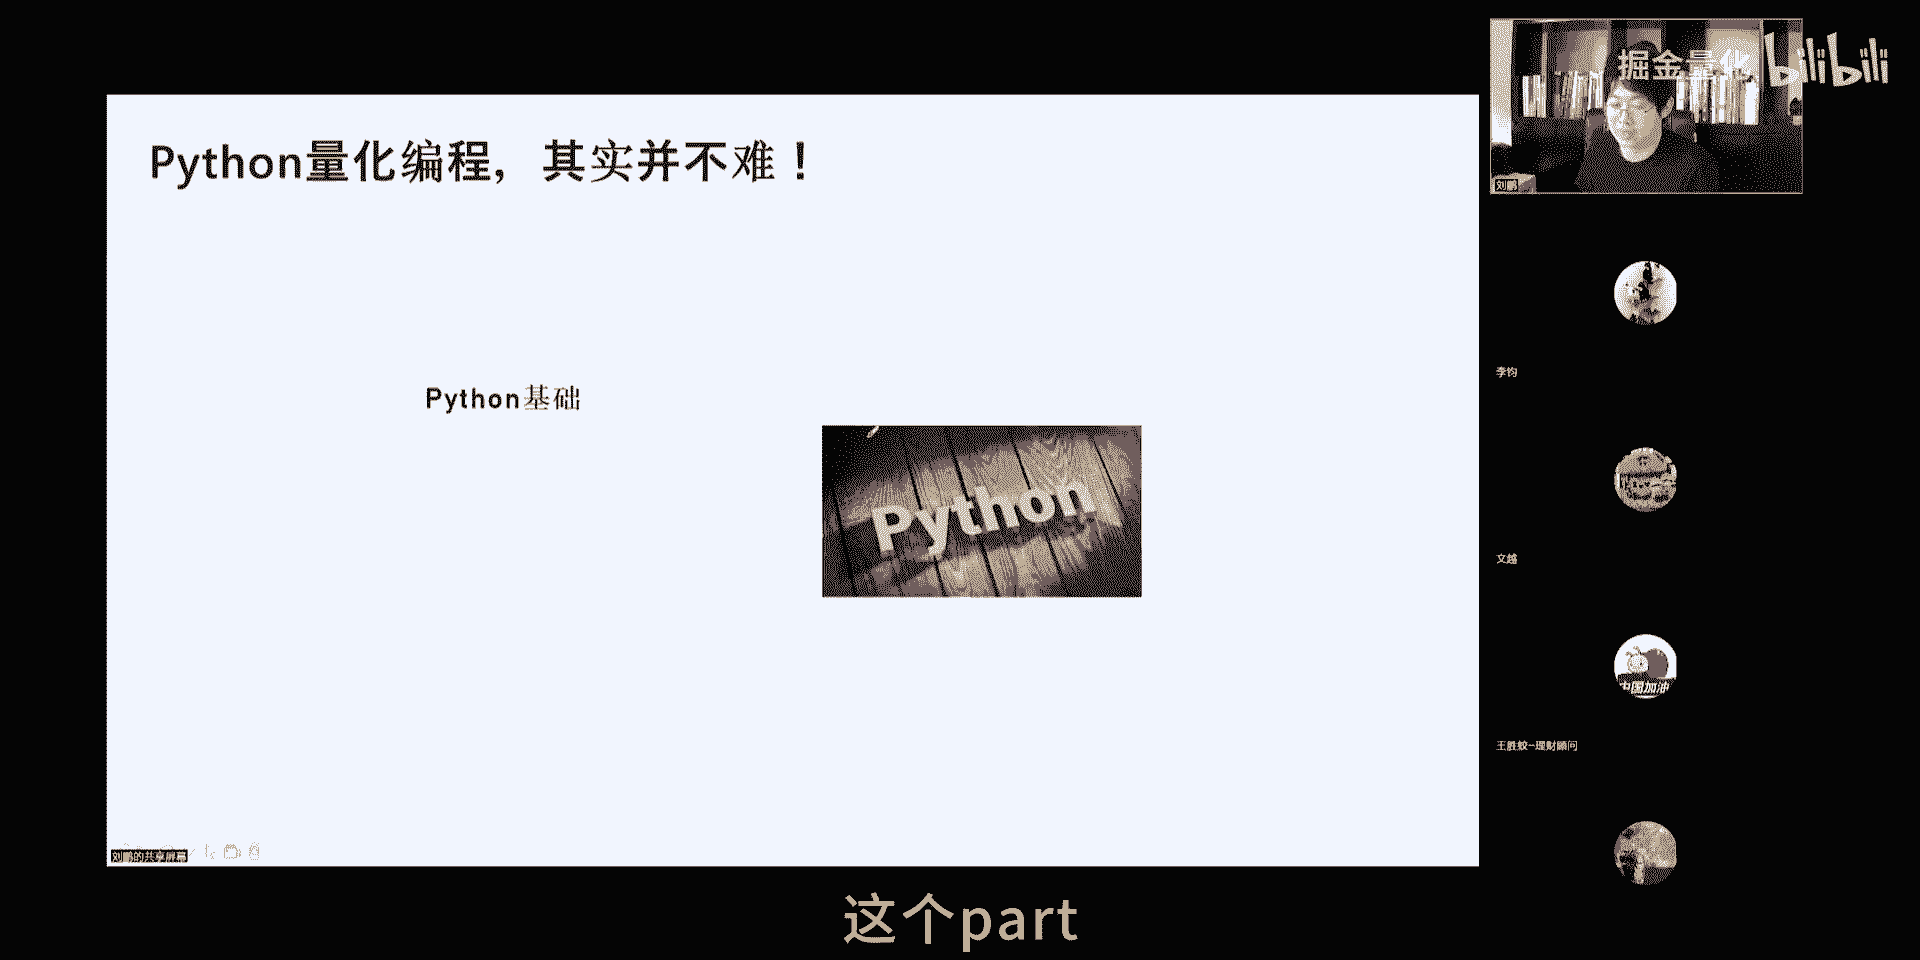 掘金量化 bilibili
Python量化编程，其实并不难！
刘鹏
李钧
Python基础
Python
文越
王胜蛟--理财顾问
中国加油
刘鹏的共享屏幕
这个part